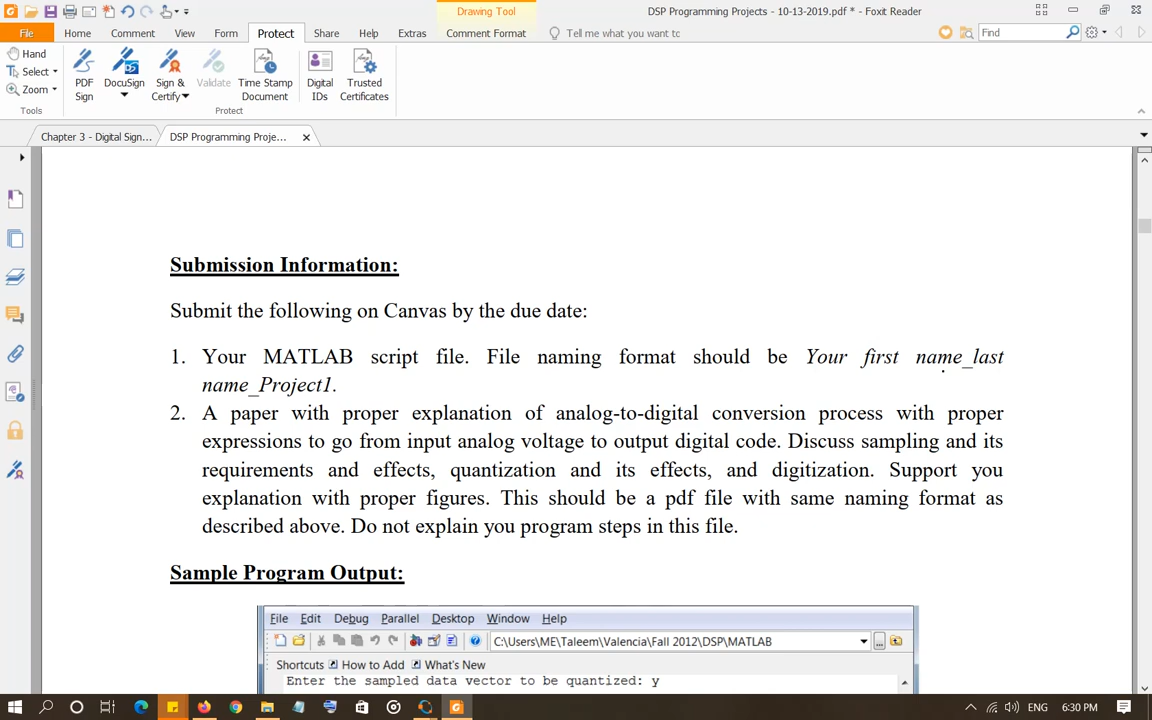 DSP Programming Projects - 10-13-2019.pdf * - Foxit Reader
Drawing Tool
File Home Comment View Form Protect Share Help Extras Comment Format Tell me what you want to Find
Hand
Select
Zoom
Tools
PDF Sign
DocuSign
Sign & Certify
Validate
Time Stamp Document
Digital IDs
Trusted Certificates
Protect
Chapter 3 - Digital Sign... DSP Programming Proje...
Submission Information:
Submit the following on Canvas by the due date:
1. Your MATLAB script file. File naming format should be Your first name_last
name_Project1.
2. A paper with proper explanation of analog-to-digital conversion process with proper
expressions to go from input analog voltage to output digital code. Discuss sampling and its
requirements and effects, quantization and its effects, and digitization. Support you
explanation with proper figures. This should be a pdf file with same naming format as
described above. Do not explain you program steps in this file.
Sample Program Output:
File Edit Debug Parallel Desktop Window Help
C:\Users\ME\Taleem\Valencia\Fall 2012\DSP\MATLAB
Shortcuts How to Add What's New
Enter the sampled data vector to be quantized: y
ENG 6:30 PM